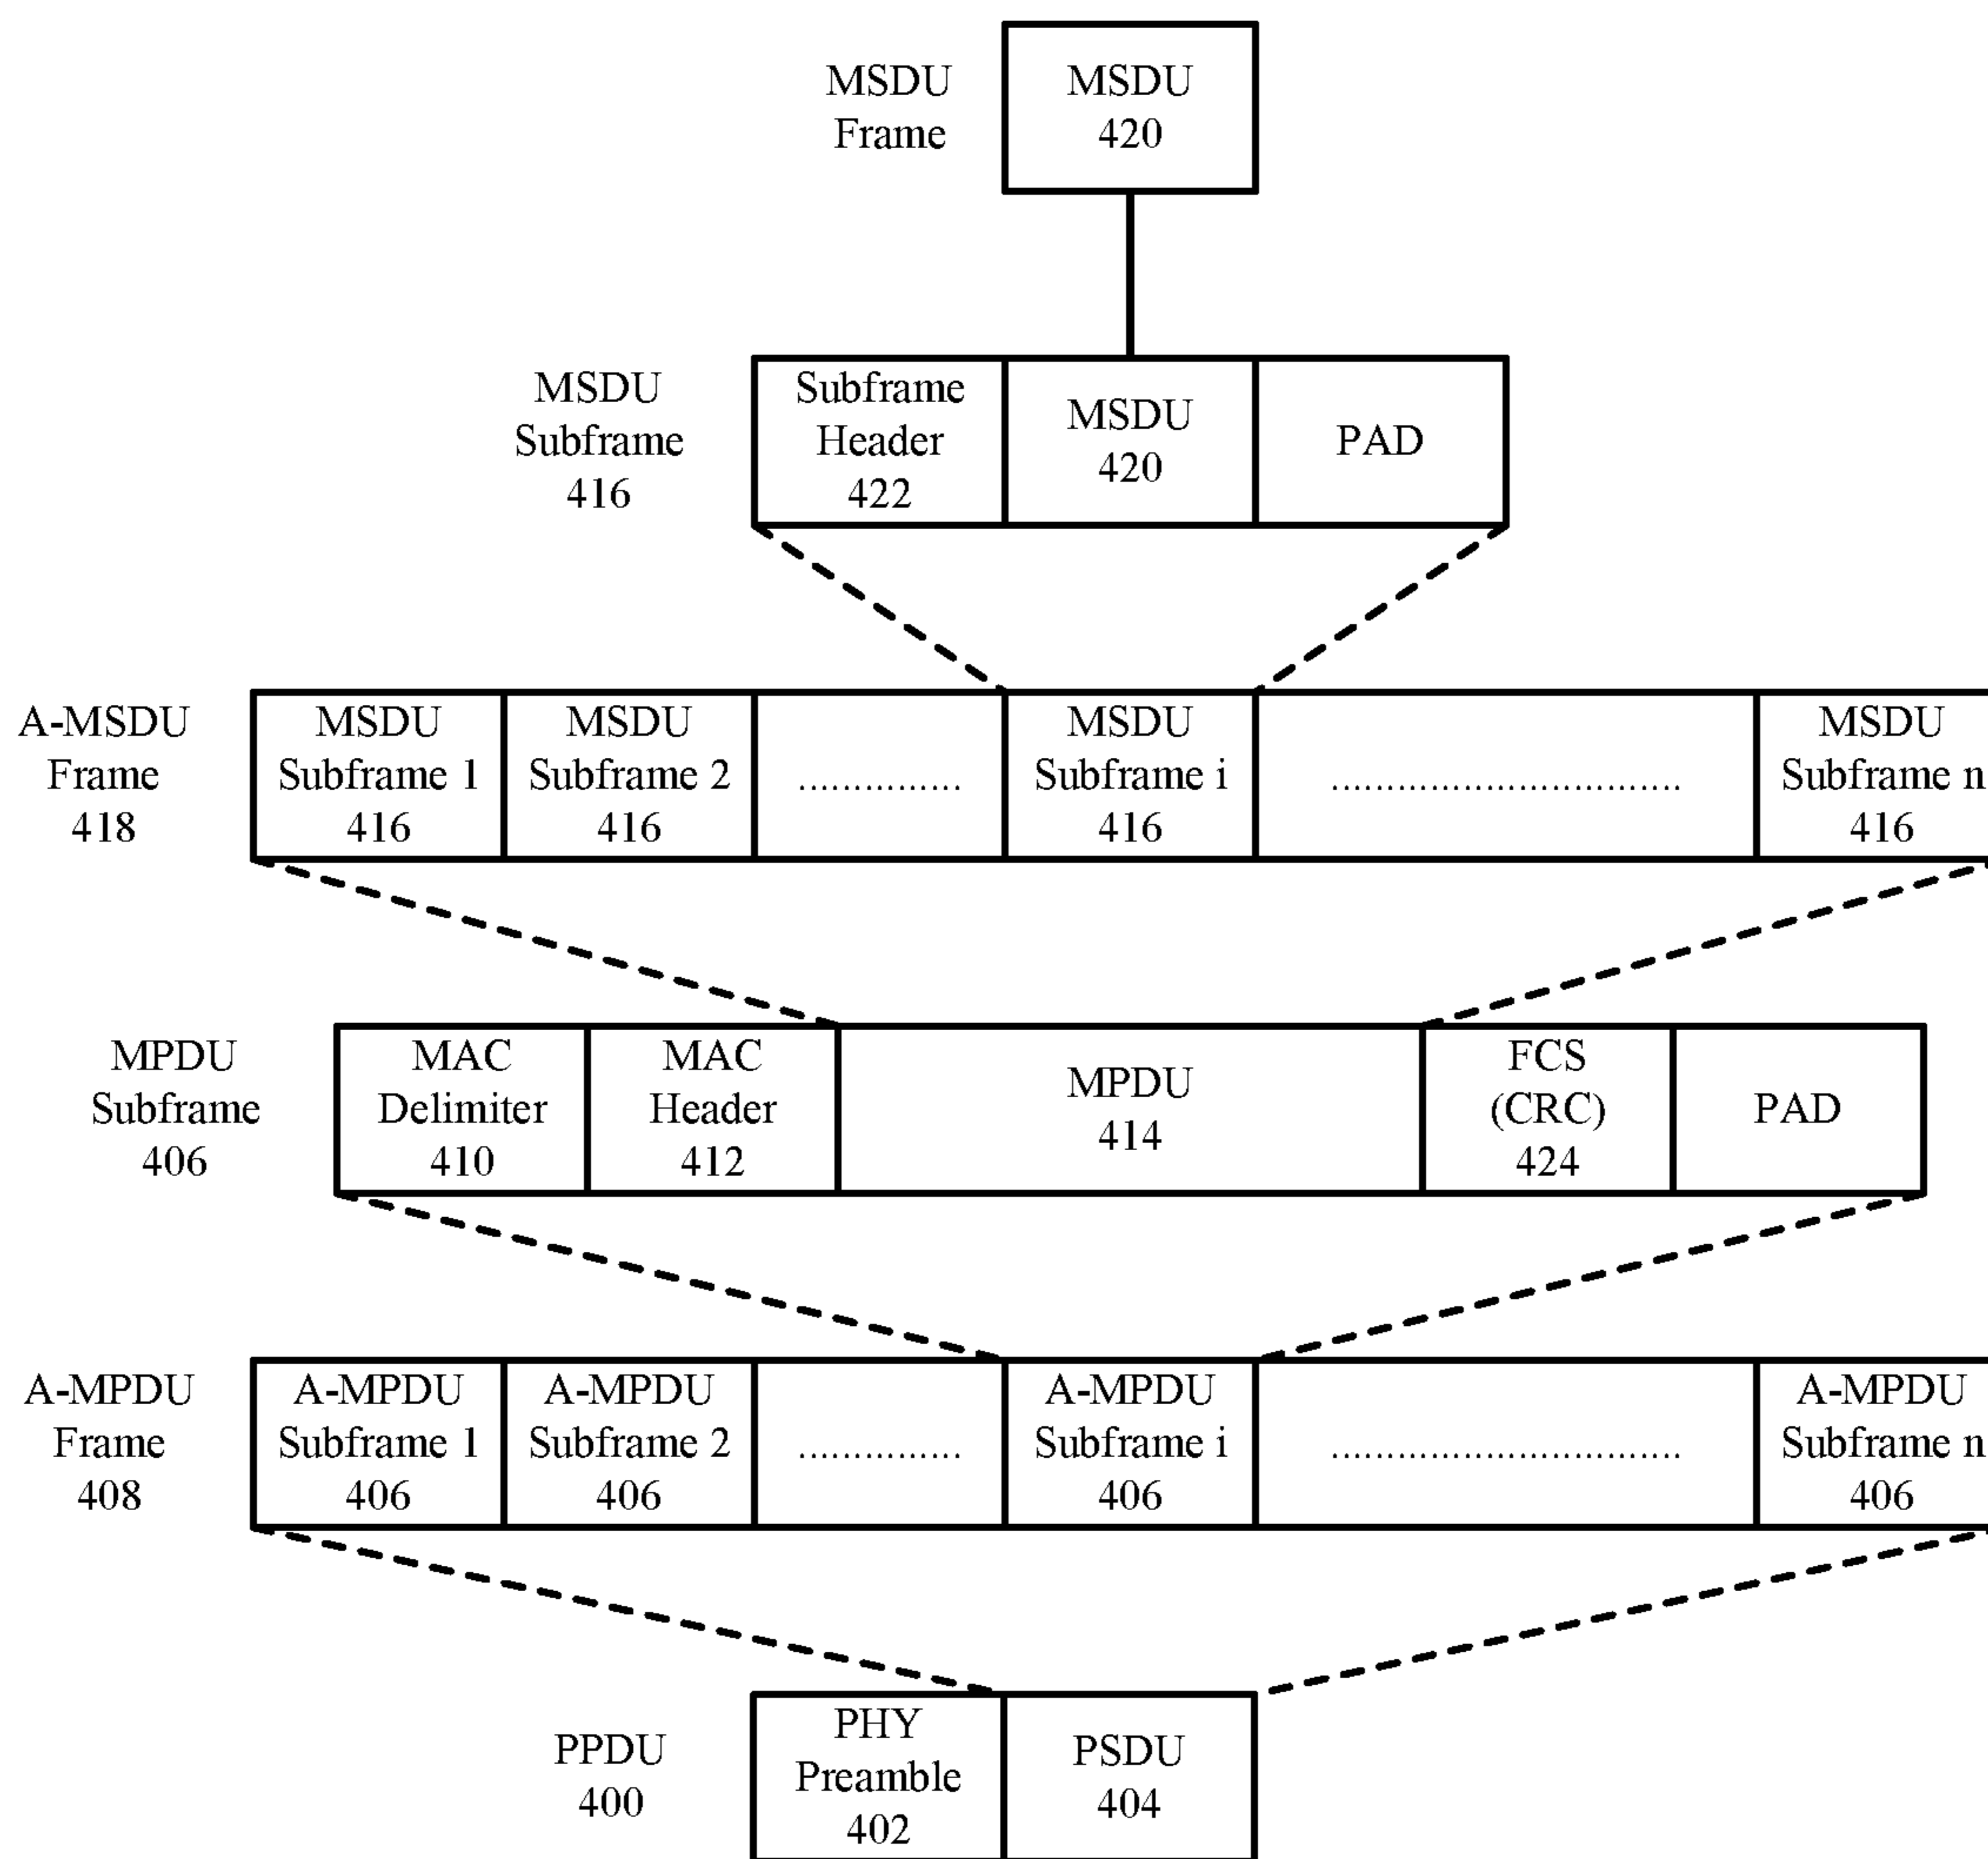 MSDU
Frame
MSDU
420
MSDU
Subframe
416
Subframe
Header
422
MSDU
420
PAD
A-MSDU
Frame
418
MSDU
Subframe 1
416
MSDU
Subframe 2
416
...............
MSDU
Subframe i
416
................................
MSDU
Subframe n
416
MPDU
Subframe
406
MAC
Delimiter
410
MAC
Header
412
MPDU
414
FCS
(CRC)
424
PAD
A-MPDU
Frame
408
A-MPDU
Subframe 1
406
A-MPDU
Subframe 2
406
...............
A-MPDU
Subframe i
406
................................
A-MPDU
Subframe n
406
PPDU
400
PHY
Preamble
402
PSDU
404